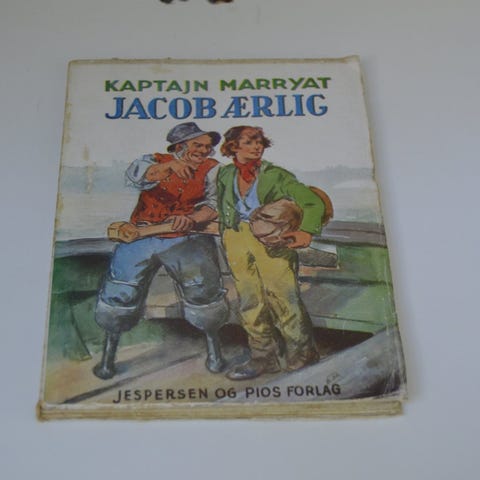 KAPTAJN MARRYAT
JACOB ÆRLIG
JESPERSEN OG PIOS FORLAG